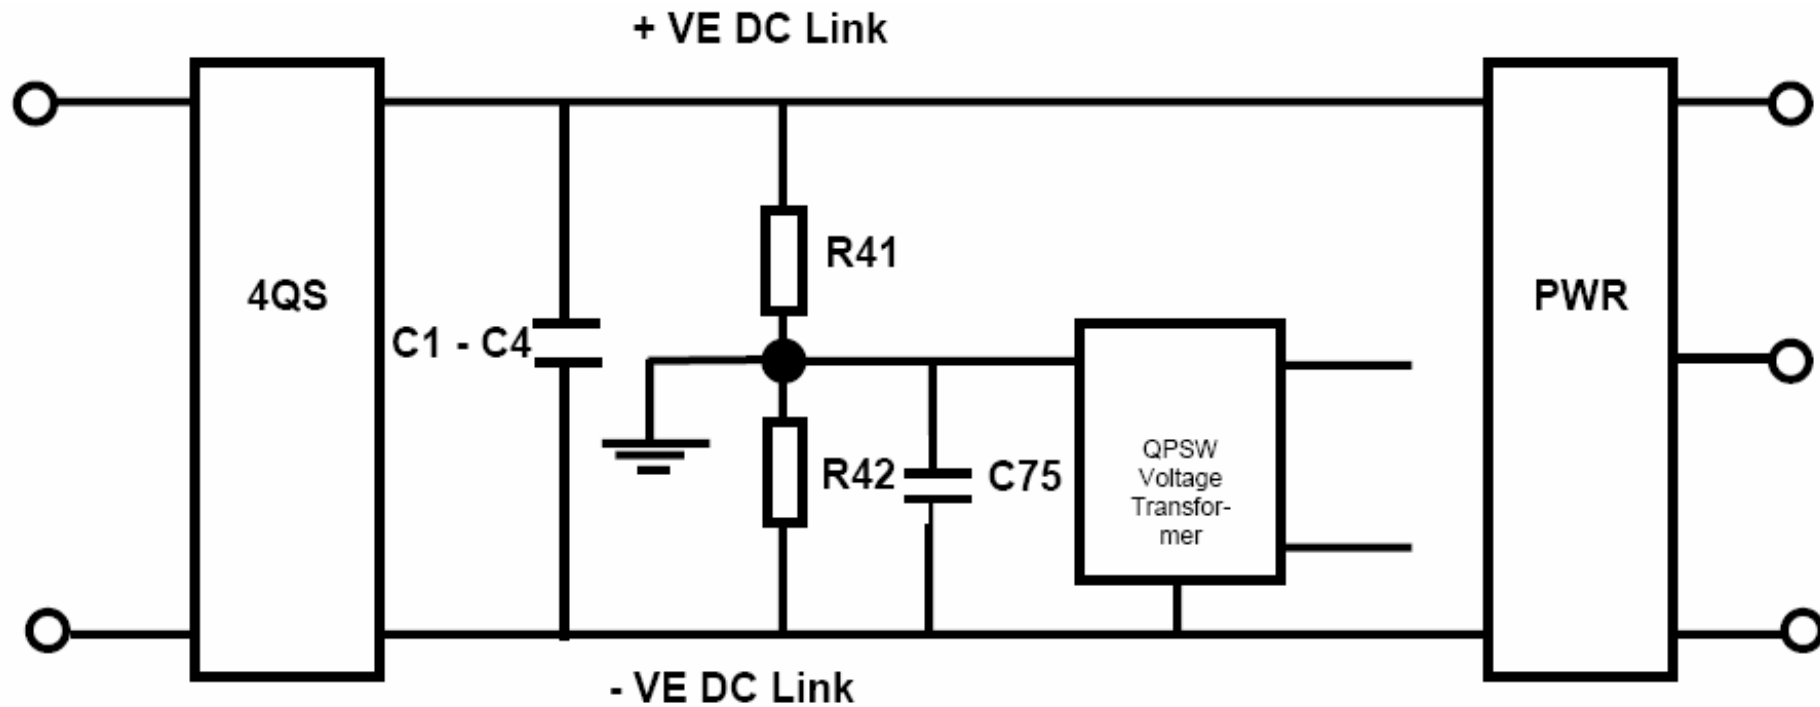 + VE DC Link
R41
4QS
PWR
C1 - C4
QPSW
Voltage
Transfor-
mer
R42
C75
- VE DC Link